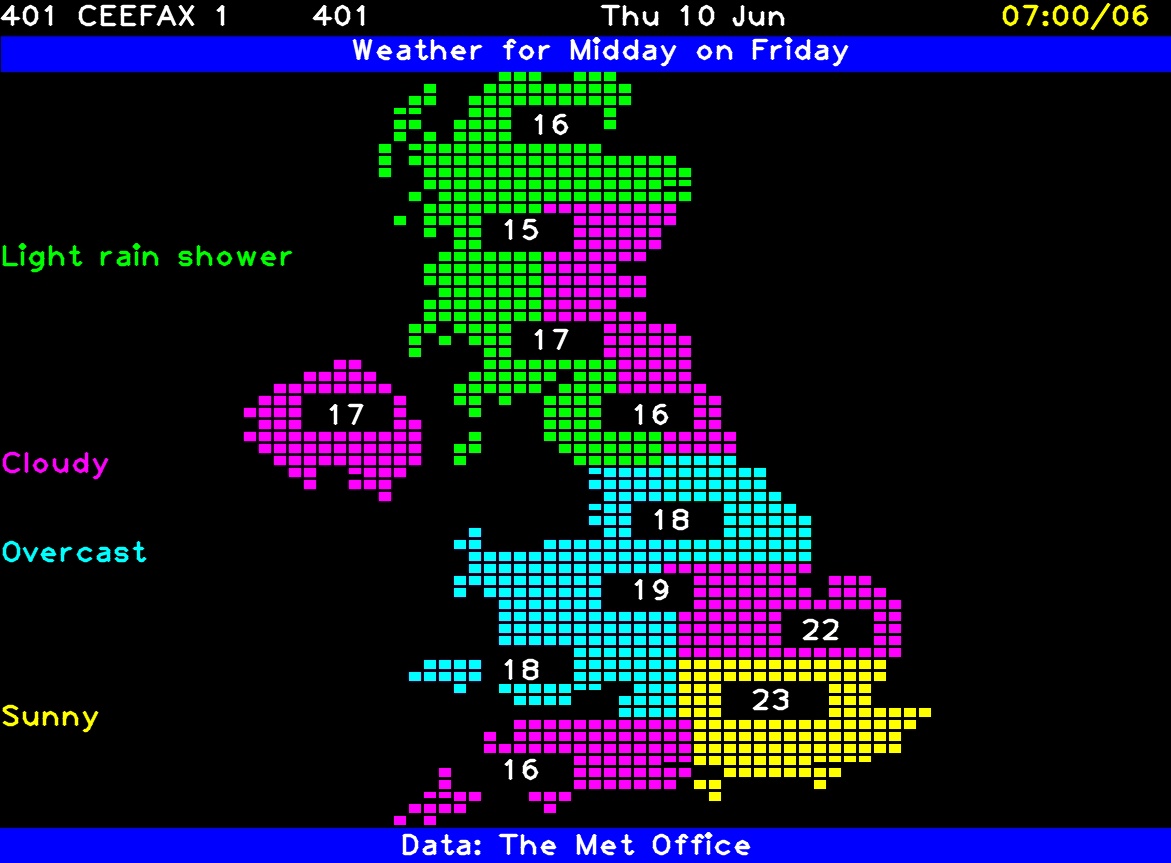 401 CEEFAX 1 401 Thu 10 Jun 07:00/06
Weather for Midday on Friday
16
15
Light rain shower
17
17
16
Cloudy
18
Overcast
19
22
18
23
Sunny
16
Data: The Met Office